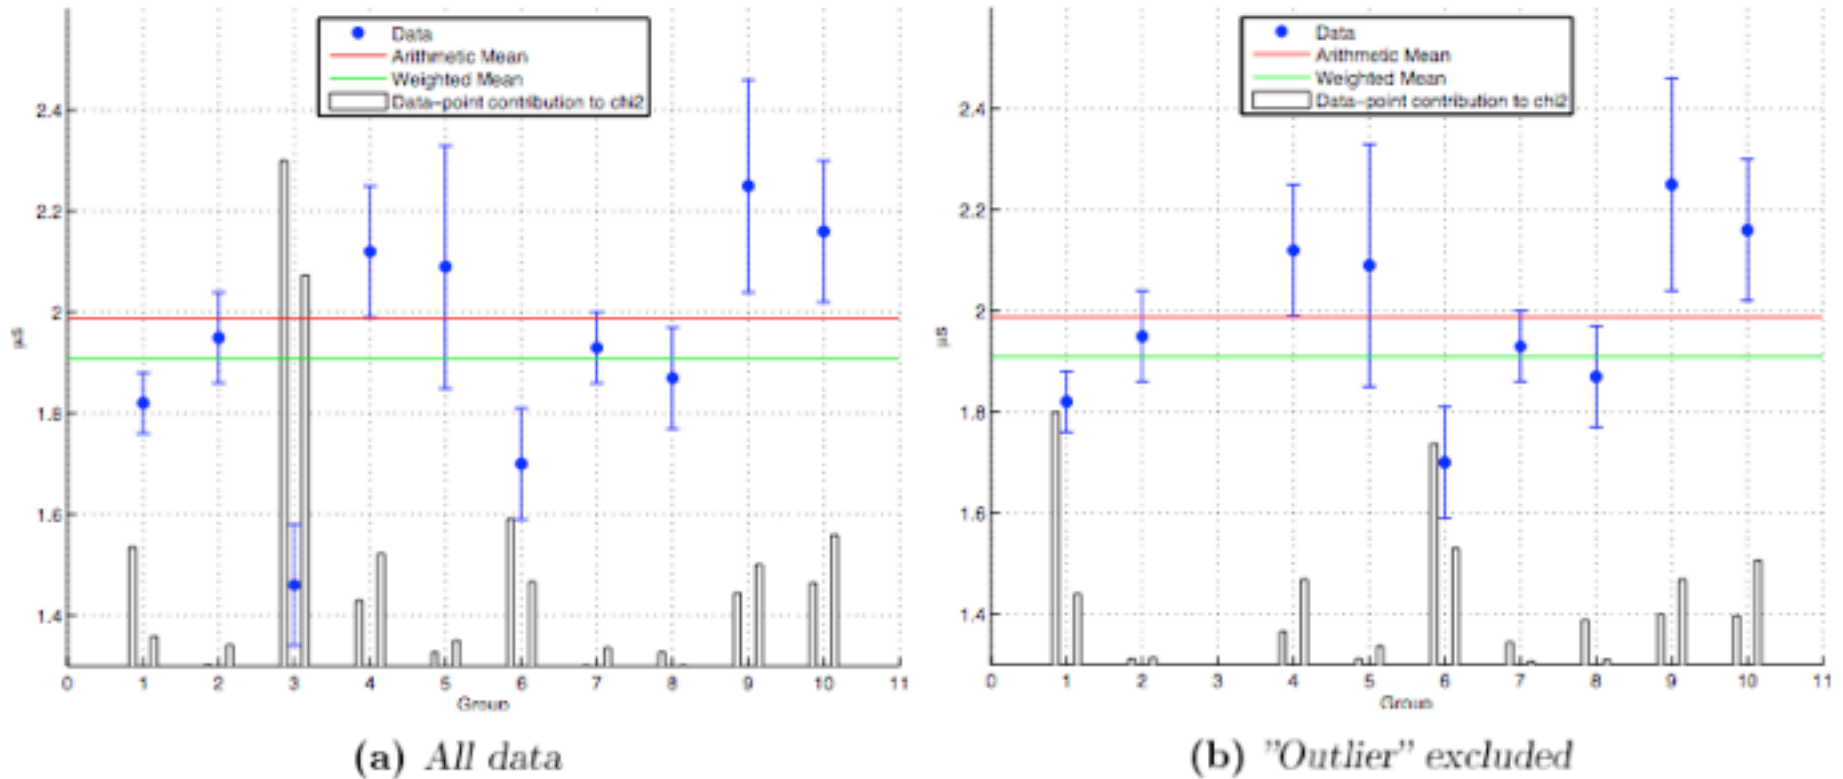 Data
Arithmetic Mean
Weighted Mean
Data-point contribution to chi2
2.4
2.2
2
1.8
1.6
1.4
µs
0 1 2 3 4 5 6 7 8 9 10 11
Group
(a) All data
Data
Arithmetic Mean
Weighted Mean
Data-point contribution to chi2
2.4
2.2
2
1.8
1.6
1.4
µs
0 1 2 3 4 5 6 7 8 9 10 11
Group
(b) ”Outlier” excluded